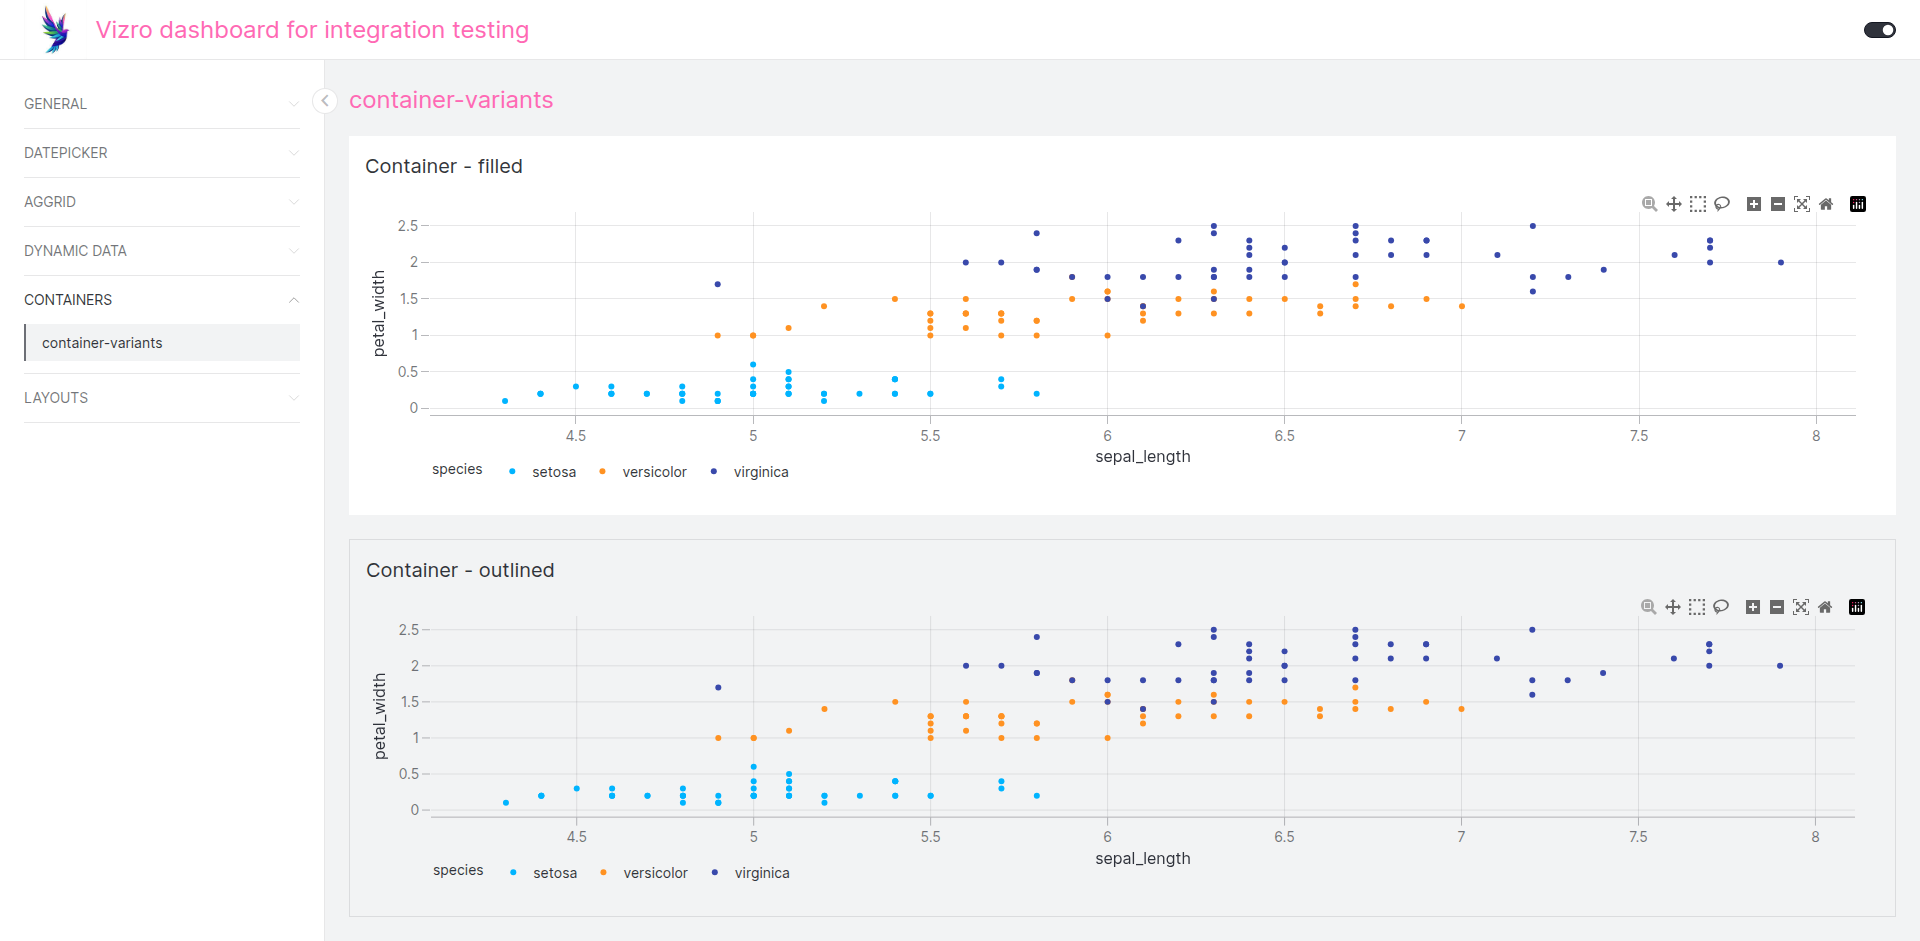 Vizro dashboard for integration testing
GENERAL
DATEPICKER
AGGRID
DYNAMIC DATA
CONTAINERS
container-variants
LAYOUTS
container-variants
Container - filled
2.5
2
1.5
1
0.5
0
petal_width
4.5 5 5.5 6 6.5 7 7.5 8
sepal_length
species setosa versicolor virginica
Container - outlined
2.5
2
1.5
1
0.5
0
petal_width
4.5 5 5.5 6 6.5 7 7.5 8
sepal_length
species setosa versicolor virginica